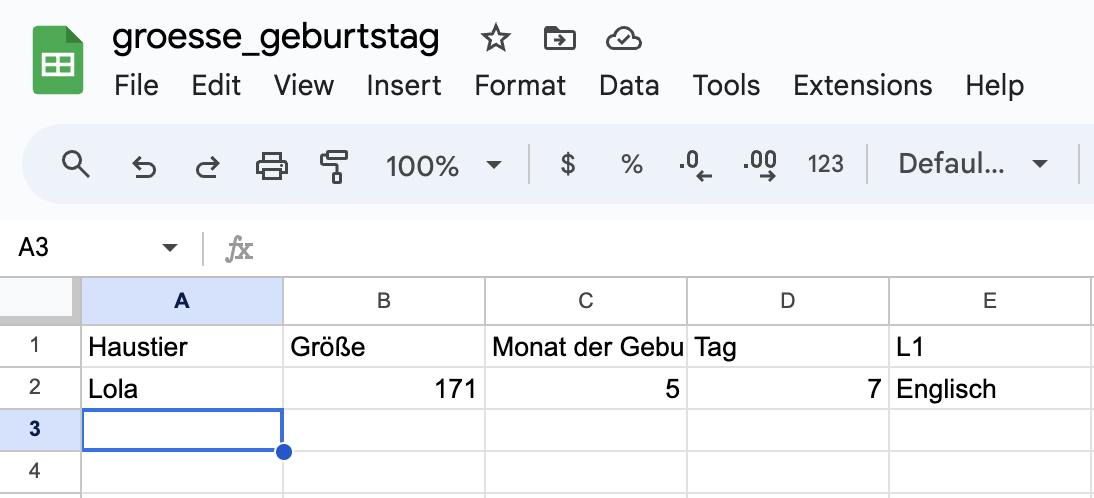 groesse_geburtstag
File Edit View Insert Format Data Tools Extensions Help
100% $ % .0 .00 123 Defaul...
A3 fx
A B C D E
1 Haustier Größe Monat der Gebu Tag L1
2 Lola 171 5 7 Englisch
3
4